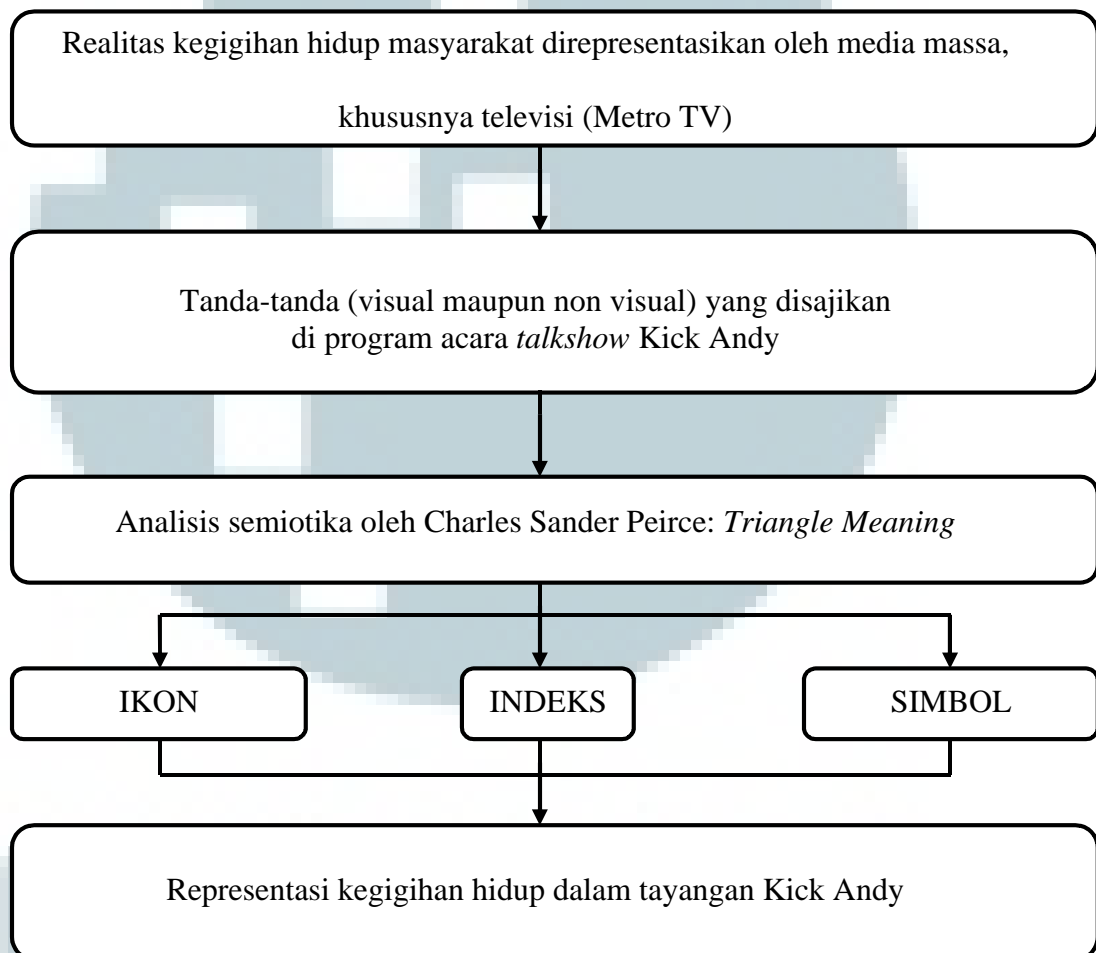 Realitas kegigihan hidup masyarakat direpresentasikan oleh media massa,
khususnya televisi (Metro TV)
Tanda-tanda (visual maupun non visual) yang disajikan
di program acara talkshow Kick Andy
Analisis semiotika oleh Charles Sander Peirce: Triangle Meaning
IKON
INDEKS
SIMBOL
Representasi kegigihan hidup dalam tayangan Kick Andy